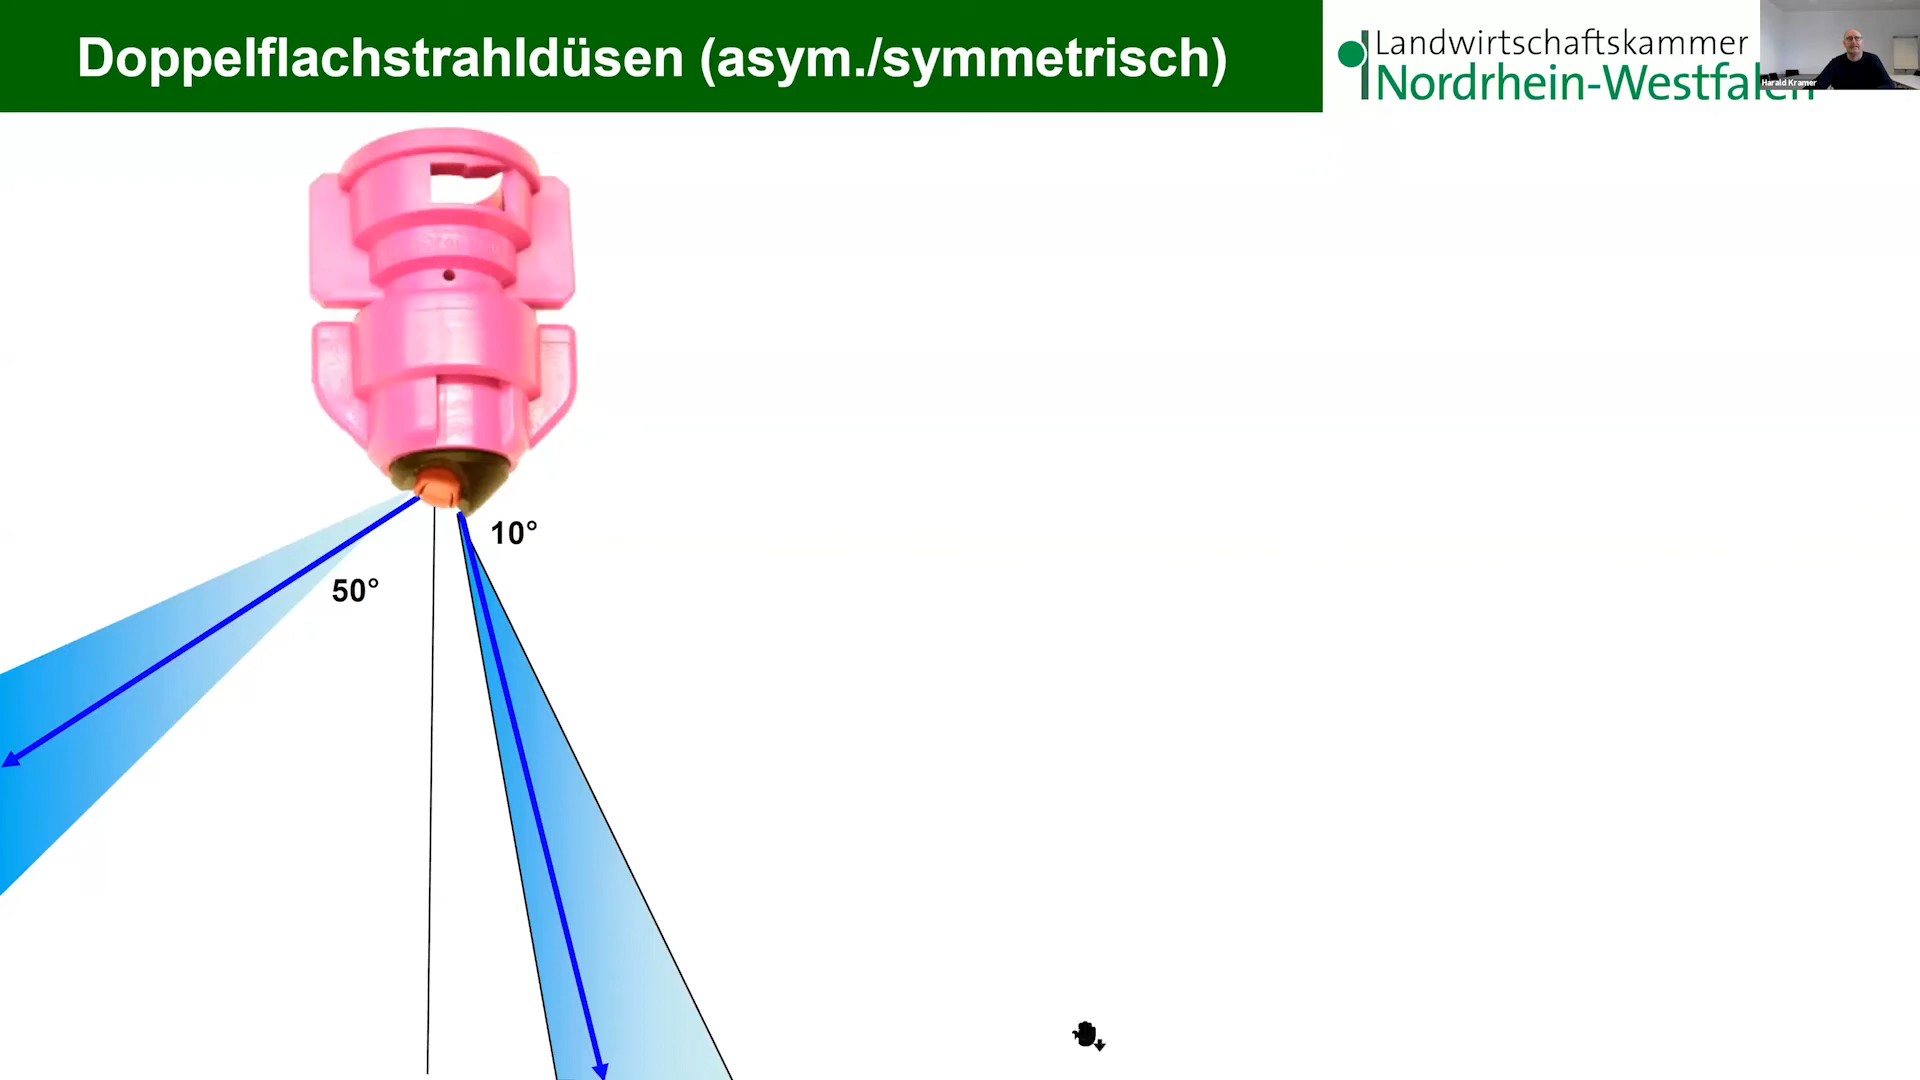 Doppelflachstrahldüsen (asym./symmetrisch)
Landwirtschaftskammer
Nordrhein-Westfalen
Harald Kramer
10°
50°